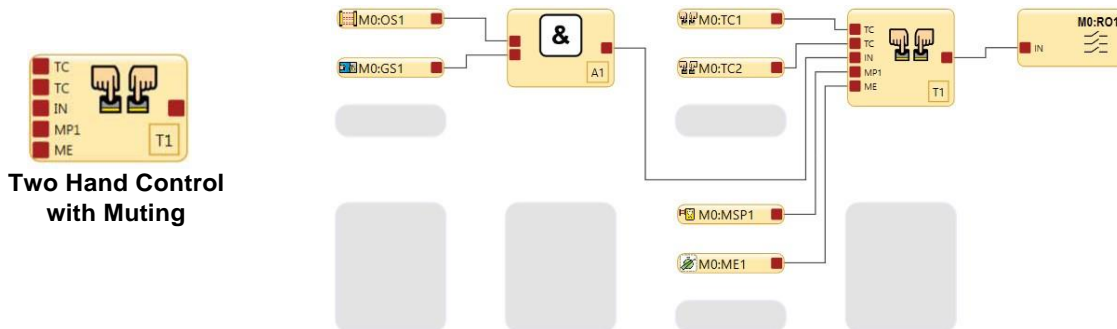 TC
TC
IN
MP1
ME
T1
Two Hand Control
with Muting
M0:OS1
M0:GS1
&
A1
M0:TC1
M0:TC2
TC
TC
IN
MP1
ME
T1
M0:RO1
IN
M0:MSP1
M0:ME1